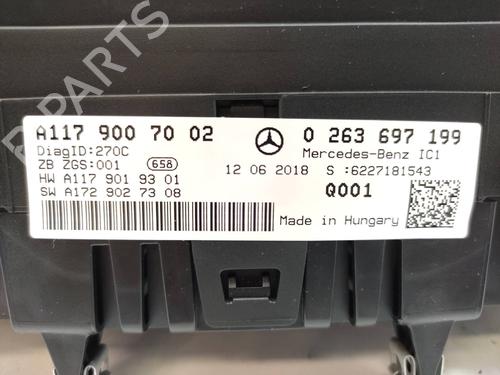 A117 900 70 02
0 263 697 199
DiagID:270C
Mercedes-Benz IC1
ZB ZGS:001
658
12 06 2018
S :6227181543
HW A117 901 93 01
Q001
SW A172 902 73 08
Made in Hungary
B-PARTS